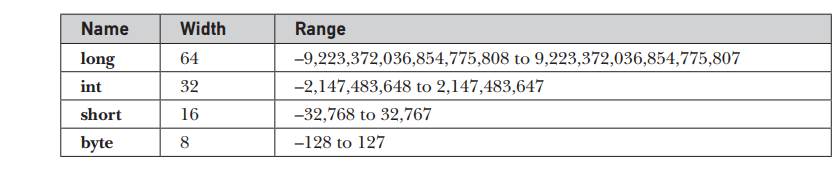 Name Width Range
long 64 –9,223,372,036,854,775,808 to 9,223,372,036,854,775,807
int 32 –2,147,483,648 to 2,147,483,647
short 16 –32,768 to 32,767
byte 8 –128 to 127